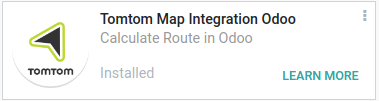 Tomtom Map Integration Odoo
Calculate Route in Odoo
TOMTOM
Installed
LEARN MORE